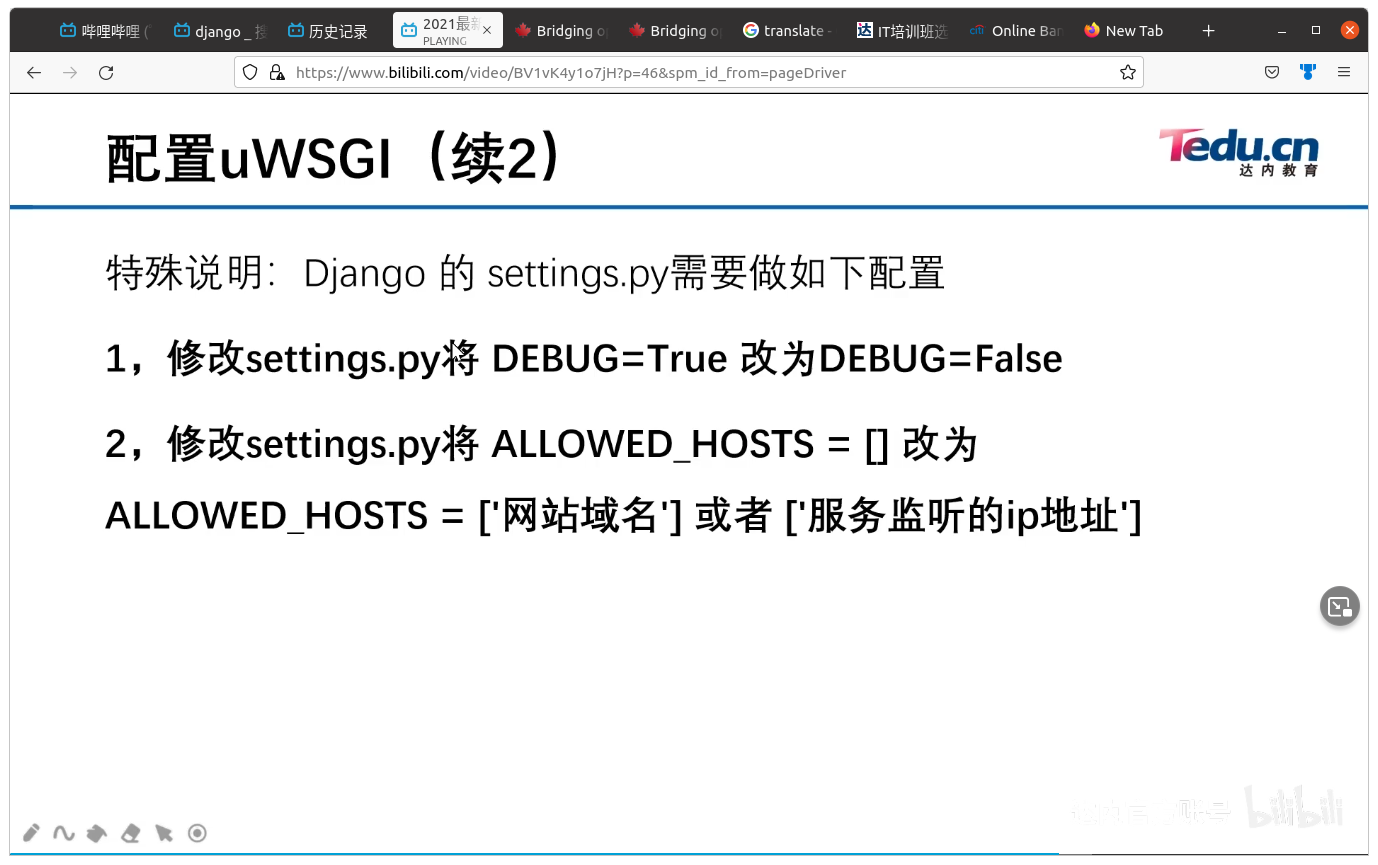 哔哩哔哩 (
django _ 搜
历史记录
2021最新
PLAYING
Bridging o
Bridging o
translate -
IT培训班选
citi
Online Ban
New Tab
https://www.bilibili.com/video/BV1vK4y1o7jH?p=46&spm_id_from=pageDriver
配置uWSGI（续2）
Tedu.cn
达内教育
特殊说明：Django 的 settings.py需要做如下配置
1，修改settings.py将 DEBUG=True 改为DEBUG=False
2，修改settings.py将 ALLOWED_HOSTS = [] 改为
ALLOWED_HOSTS = ['网站域名'] 或者 ['服务监听的ip地址']
bilibili